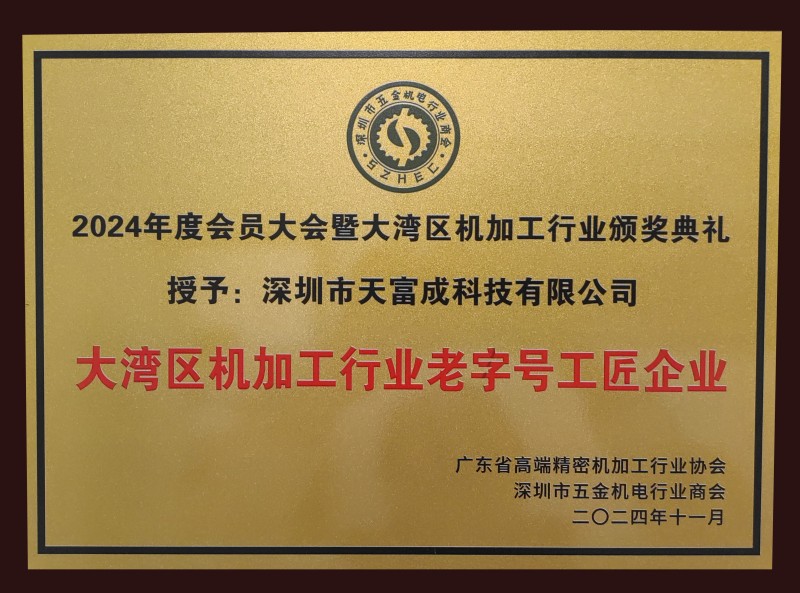 深圳市五金机电行业商会
SZHEC
2024年度会员大会暨大湾区机加工行业颁奖典礼
授予：深圳市天富成科技有限公司
大湾区机加工行业老字号工匠企业
广东省高端精密机加工行业协会
深圳市五金机电行业商会
二〇二四年十一月